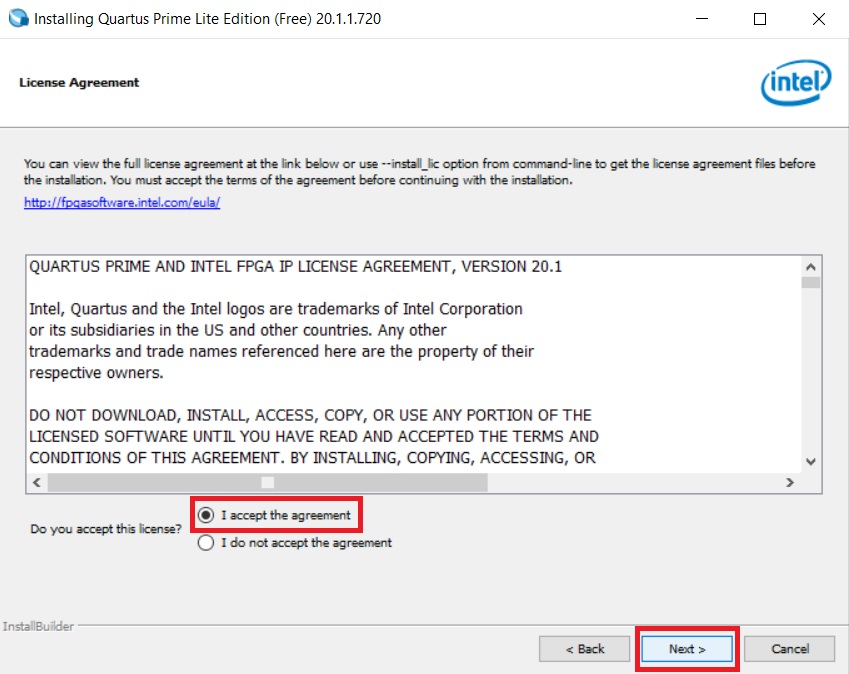 Installing Quartus Prime Lite Edition (Free) 20.1.1.720
License Agreement
intel
You can view the full license agreement at the link below or use --install_lic option from command-line to get the license agreement files before
the installation. You must accept the terms of the agreement before continuing with the installation.
http://fpgasoftware.intel.com/eula/
QUARTUS PRIME AND INTEL FPGA IP LICENSE AGREEMENT, VERSION 20.1
Intel, Quartus and the Intel logos are trademarks of Intel Corporation
or its subsidiaries in the US and other countries. Any other
trademarks and trade names referenced here are the property of their
respective owners.
DO NOT DOWNLOAD, INSTALL, ACCESS, COPY, OR USE ANY PORTION OF THE
LICENSED SOFTWARE UNTIL YOU HAVE READ AND ACCEPTED THE TERMS AND
CONDITIONS OF THIS AGREEMENT. BY INSTALLING, COPYING, ACCESSING, OR
Do you accept this license?
I accept the agreement
I do not accept the agreement
InstallBuilder
< Back
Next >
Cancel